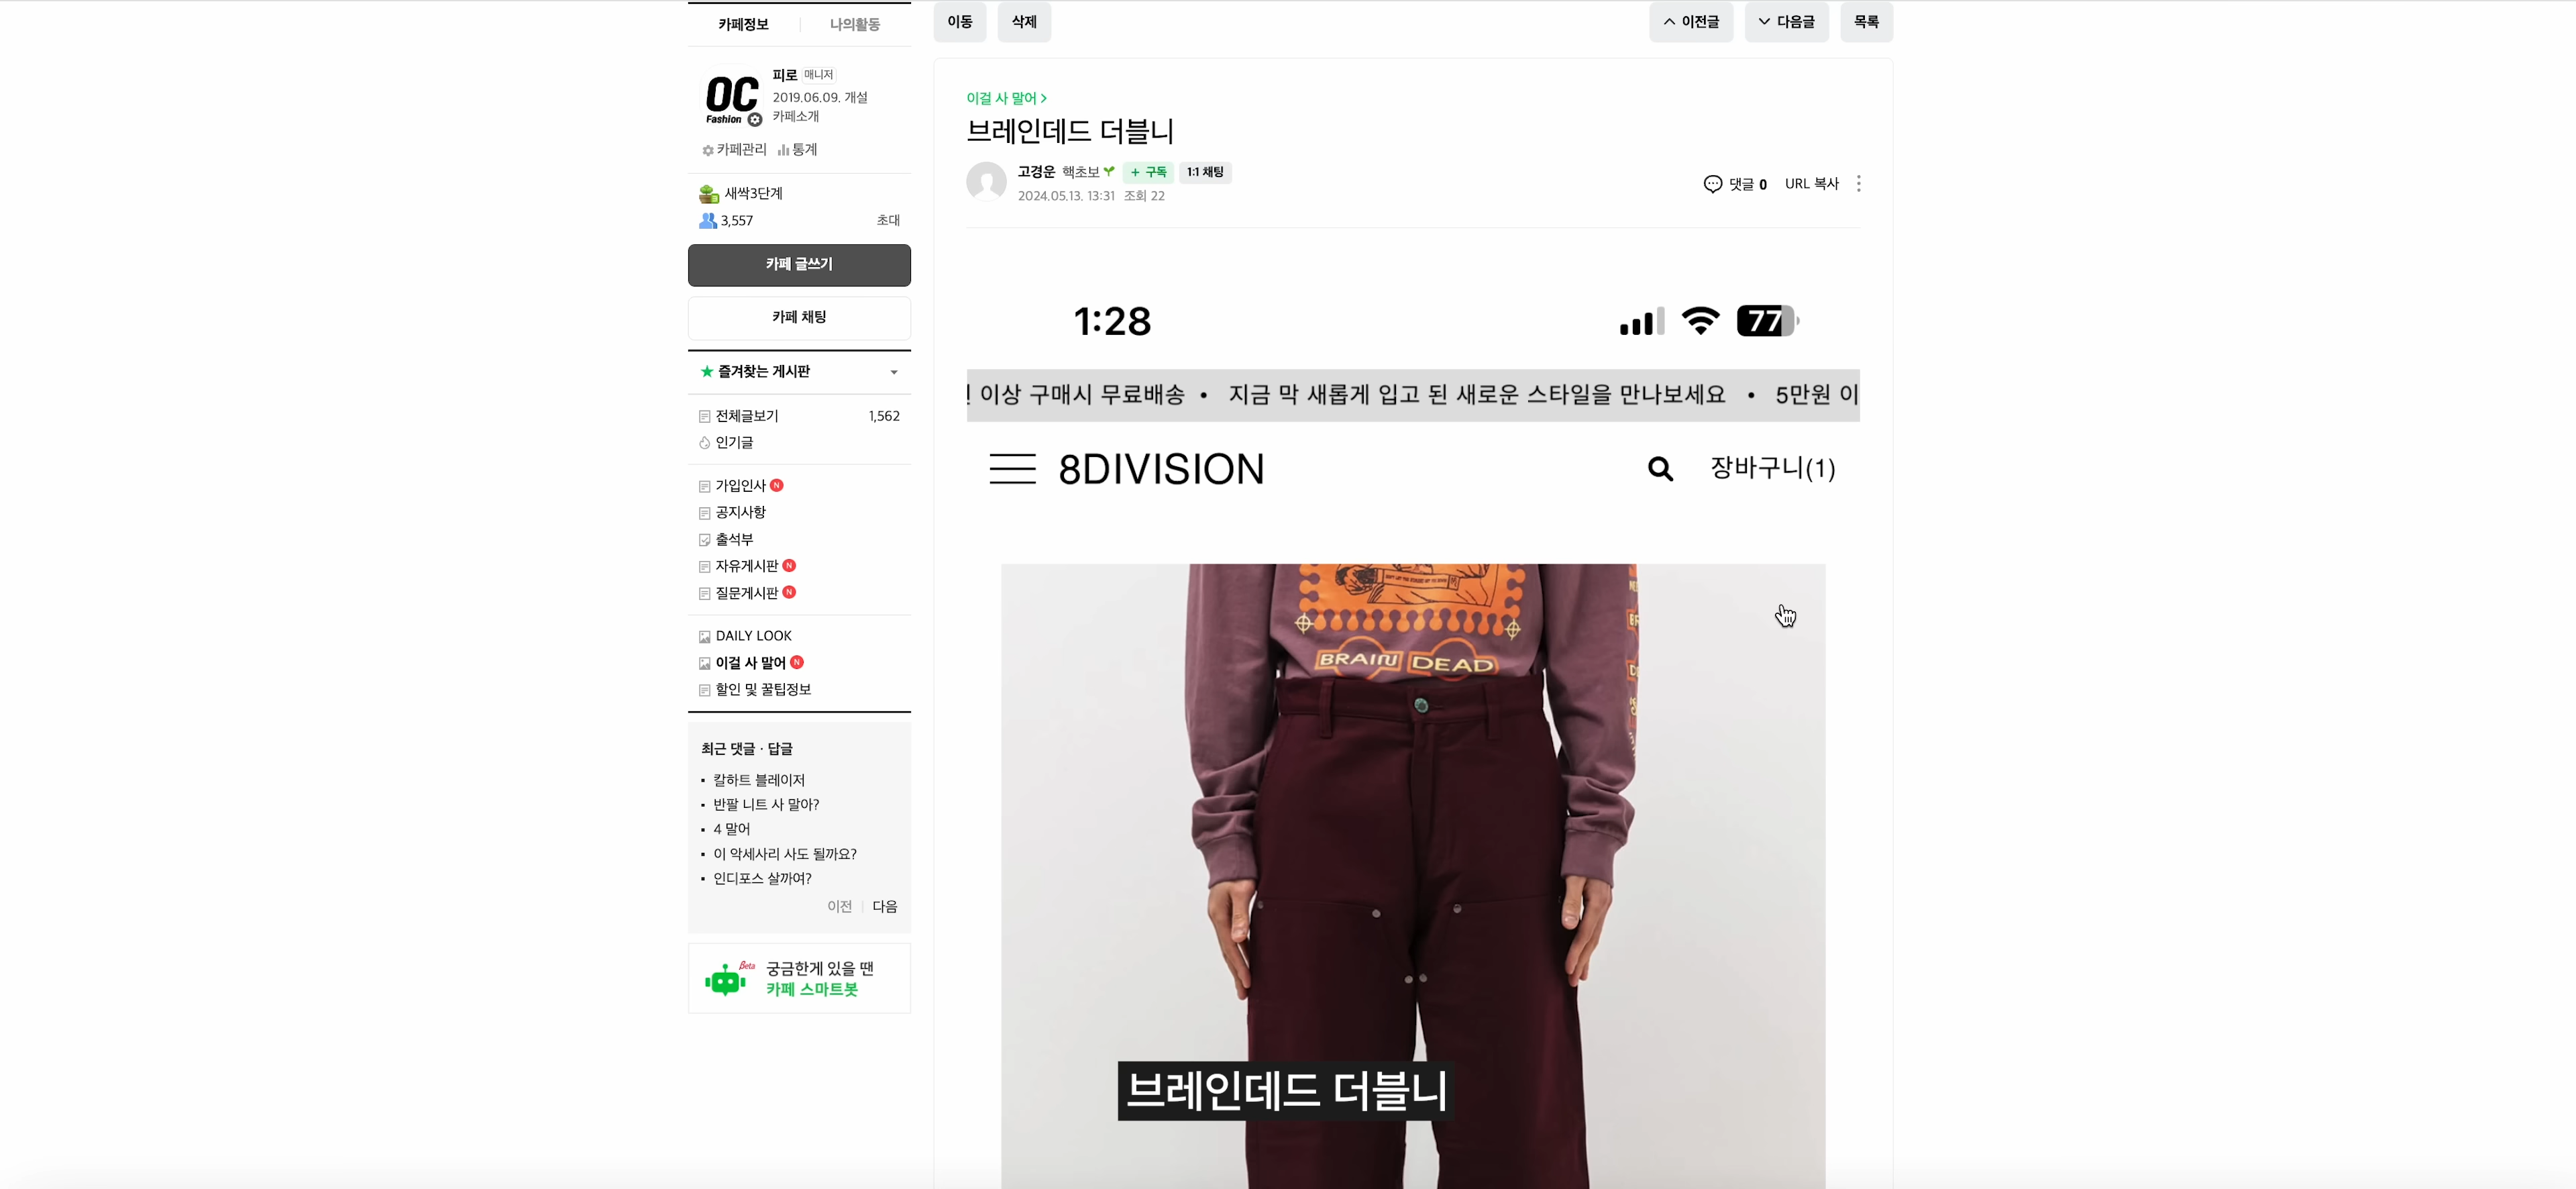 카페정보
나의활동
OC
Fashion
피로 매니저
2019.06.09. 개설
카페소개
카페관리 통계
새싹3단계
3,557 초대
카페 글쓰기
카페 채팅
★ 즐겨찾는 게시판
전체글보기 1,562
인기글
가입인사 N
공지사항
출석부
자유게시판 N
질문게시판 N
DAILY LOOK
이걸 사 말어 N
할인 및 꿀팁정보
최근 댓글 · 답글
칼하트 블레이저
반팔 니트 사 말아?
4 말어
이 악세사리 사도 될까요?
인디포스 살까여?
이전 다음
Beta
궁금한게 있을 땐
카페 스마트봇
이동 삭제
이전글 다음글 목록
이걸 사 말어 >
브레인데드 더블니
고경운 핵초보 + 구독 1:1 채팅
2024.05.13. 13:31 조회 22
댓글 0 URL 복사
1:28
77
이상 구매시 무료배송 • 지금 막 새롭게 입고 된 새로운 스타일을 만나보세요 • 5만원 이
8DIVISION
장바구니(1)
BRAIN DEAD
브레인데드 더블니